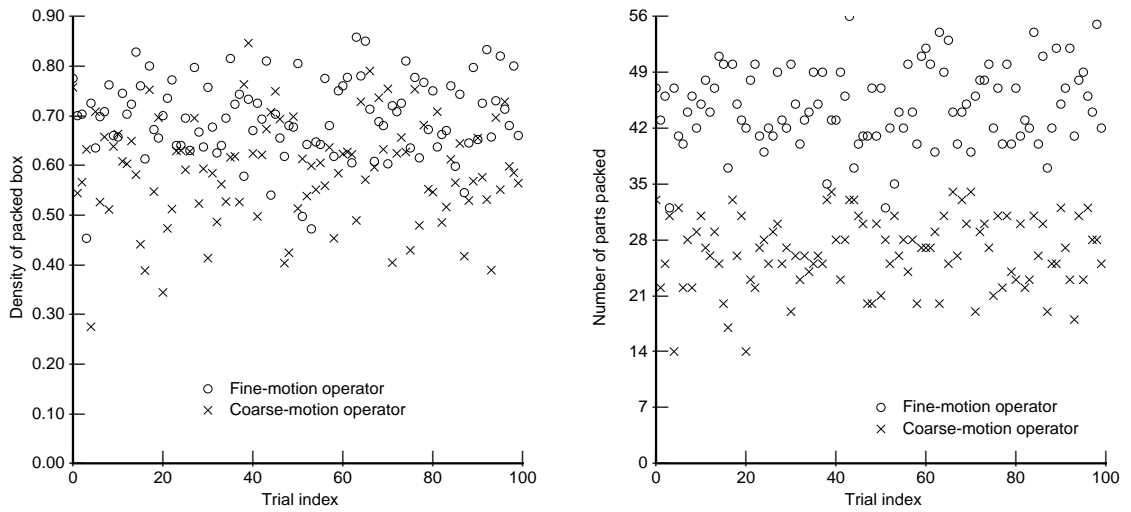 0.90
0.80
0.70
0.60
0.50
0.40
0.30
0.20
0.10
0.00
Density of packed box
Fine-motion operator
Coarse-motion operator
0 20 40 60 80 100
Trial index
56
49
42
35
28
21
14
7
0
Number of parts packed
Fine-motion operator
Coarse-motion operator
0 20 40 60 80 100
Trial index